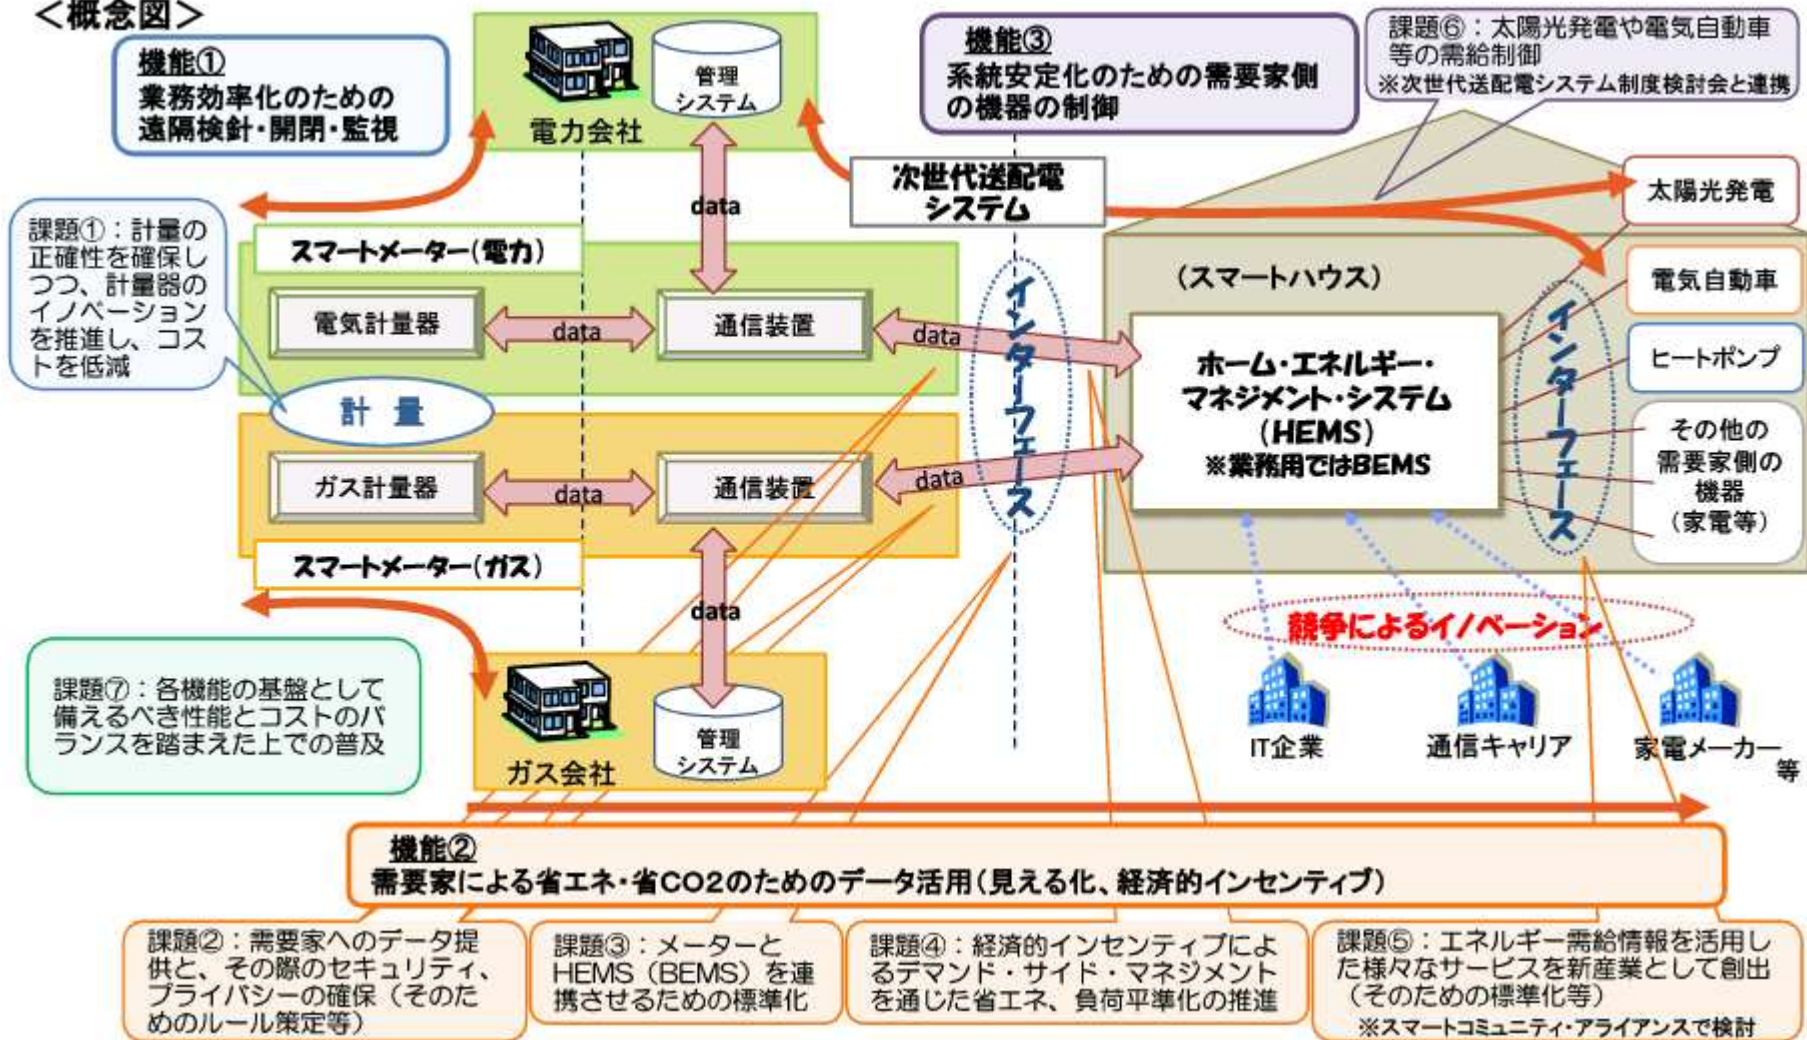 ＜概念図＞
機能①
業務効率化のための
遠隔検針・開閉・監視
管理
システム
電力会社
機能③
系統安定化のための需要家側
の機器の制御
課題⑥：太陽光発電や電気自動車
等の需給制御
※次世代送配電システム制度検討会と連携
次世代送配電
システム
太陽光発電
data
課題①：計量の
正確性を確保し
つつ、計量器の
イノベーション
を推進し、コス
トを低減
スマートメーター（電力）
電気計量器
data
通信装置
data
インターフェース
（スマートハウス）
ホーム・エネルギー・
マネジメント・システム
（HEMS）
※業務用ではBEMS
インターフェース
電気自動車
ヒートポンプ
その他の
需要家側の
機器
（家電等）
計 量
ガス計量器
data
通信装置
data
スマートメーター（ガス）
data
競争によるイノベーション
課題⑦：各機能の基盤として
備えるべき性能とコストのバ
ランスを踏まえた上での普及
ガス会社
管理
システム
IT企業
通信キャリア
家電メーカー
等
機能②
需要家による省エネ・省CO2のためのデータ活用（見える化、経済的インセンティブ）
課題②：需要家へのデータ提
供と、その際のセキュリティ、
プライバシーの確保（そのた
めのルール策定等）
課題③：メーターと
HEMS（BEMS）を連
携させるための標準化
課題④：経済的インセンティブによ
るデマンド・サイド・マネジメント
を通じた省エネ、負荷平準化の推進
課題⑤：エネルギー需給情報を活用し
た様々なサービスを新産業として創出
（そのための標準化等）
※スマートコミュニティ・アライアンスで検討